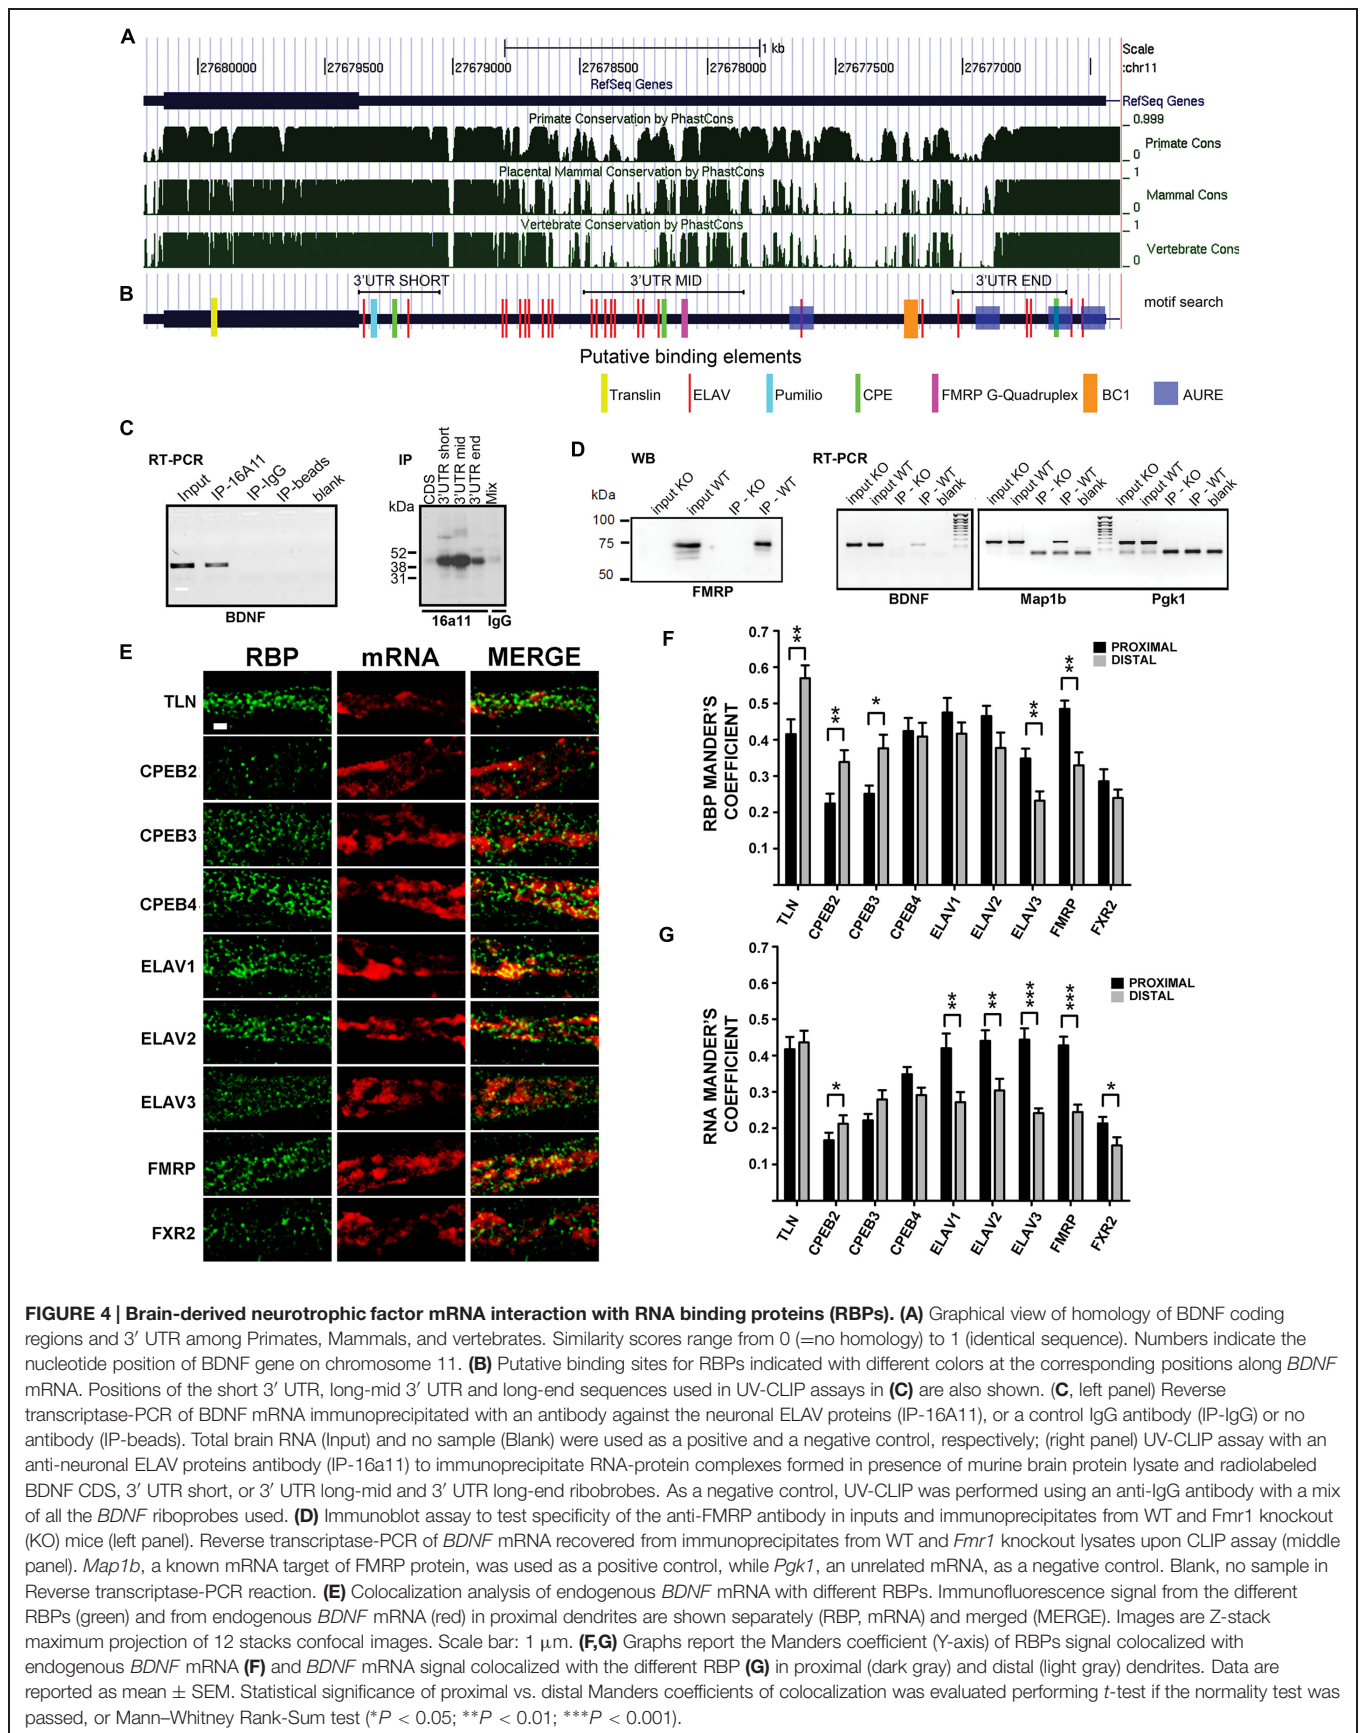 A
1 kb
Scale
|27680000 |27679500 |27679000 |27678500 |27678000 |27677500 |27677000 | :chr11
RefSeq Genes
RefSeq Genes
Primate Conservation by PhastCons
0.999
Primate Cons
0
Placental Mammal Conservation by PhastCons
1
Mammal Cons
0
Vertebrate Conservation by PhastCons
1
Vertebrate Cons
0
B
3'UTR SHORT 3'UTR MID 3'UTR END
motif search
Putative binding elements
Translin ELAV Pumilio CPE FMRP G-Quadruplex BC1 AURE
C
RT-PCR
Input IP-16A11 IP-IgG IP-beads blank
BDNF
IP
CDS 3'UTR short 3'UTR mid 3'UTR end Mix
kDa
52
38
31
16a11 IgG
D
WB
input KO input WT IP - KO IP - WT
kDa
100
75
50
FMRP
RT-PCR
input KO input WT IP - KO IP - WT blank
input KO input WT IP - KO IP - WT blank
input KO input WT IP - KO IP - WT blank
BDNF Map1b Pgk1
E
RBP mRNA MERGE
TLN
CPEB2
CPEB3
CPEB4
ELAV1
ELAV2
ELAV3
FMRP
FXR2
F
RBP MANDER'S COEFFICIENT
0.7
0.6
0.5
0.4
0.3
0.2
0.1
** ** * ** **
PROXIMAL
DISTAL
TLN CPEB2 CPEB3 CPEB4 ELAV1 ELAV2 ELAV3 FMRP FXR2
G
RNA MANDER'S COEFFICIENT
0.7
0.6
0.5
0.4
0.3
0.2
0.1
* ** ** *** *** *
PROXIMAL
DISTAL
TLN CPEB2 CPEB3 CPEB4 ELAV1 ELAV2 ELAV3 FMRP FXR2
FIGURE 4 | Brain-derived neurotrophic factor mRNA interaction with RNA binding proteins (RBPs). (A) Graphical view of homology of BDNF coding
regions and 3′ UTR among Primates, Mammals, and vertebrates. Similarity scores range from 0 (=no homology) to 1 (identical sequence). Numbers indicate the
nucleotide position of BDNF gene on chromosome 11. (B) Putative binding sites for RBPs indicated with different colors at the corresponding positions along BDNF
mRNA. Positions of the short 3′ UTR, long-mid 3′ UTR and long-end sequences used in UV-CLIP assays in (C) are also shown. (C, left panel) Reverse
transcriptase-PCR of BDNF mRNA immunoprecipitated with an antibody against the neuronal ELAV proteins (IP-16A11), or a control IgG antibody (IP-IgG) or no
antibody (IP-beads). Total brain RNA (Input) and no sample (Blank) were used as a positive and a negative control, respectively; (right panel) UV-CLIP assay with an
anti-neuronal ELAV proteins antibody (IP-16a11) to immunoprecipitate RNA-protein complexes formed in presence of murine brain protein lysate and radiolabeled
BDNF CDS, 3′ UTR short, or 3′ UTR long-mid and 3′ UTR long-end ribobrobes. As a negative control, UV-CLIP was performed using an anti-IgG antibody with a mix
of all the BDNF riboprobes used. (D) Immunoblot assay to test specificity of the anti-FMRP antibody in inputs and immunoprecipitates from WT and Fmr1 knockout
(KO) mice (left panel). Reverse transcriptase-PCR of BDNF mRNA recovered from immunoprecipitates from WT and Fmr1 knockout lysates upon CLIP assay (middle
panel). Map1b, a known mRNA target of FMRP protein, was used as a positive control, while Pgk1, an unrelated mRNA, as a negative control. Blank, no sample in
Reverse transcriptase-PCR reaction. (E) Colocalization analysis of endogenous BDNF mRNA with different RBPs. Immunofluorescence signal from the different
RBPs (green) and from endogenous BDNF mRNA (red) in proximal dendrites are shown separately (RBP, mRNA) and merged (MERGE). Images are Z-stack
maximum projection of 12 stacks confocal images. Scale bar: 1 μm. (F,G) Graphs report the Manders coefficient (Y-axis) of RBPs signal colocalized with
endogenous BDNF mRNA (F) and BDNF mRNA signal colocalized with the different RBP (G) in proximal (dark gray) and distal (light gray) dendrites. Data are
reported as mean ± SEM. Statistical significance of proximal vs. distal Manders coefficients of colocalization was evaluated performing t-test if the normality test was
passed, or Mann–Whitney Rank-Sum test (*P < 0.05; **P < 0.01; ***P < 0.001).